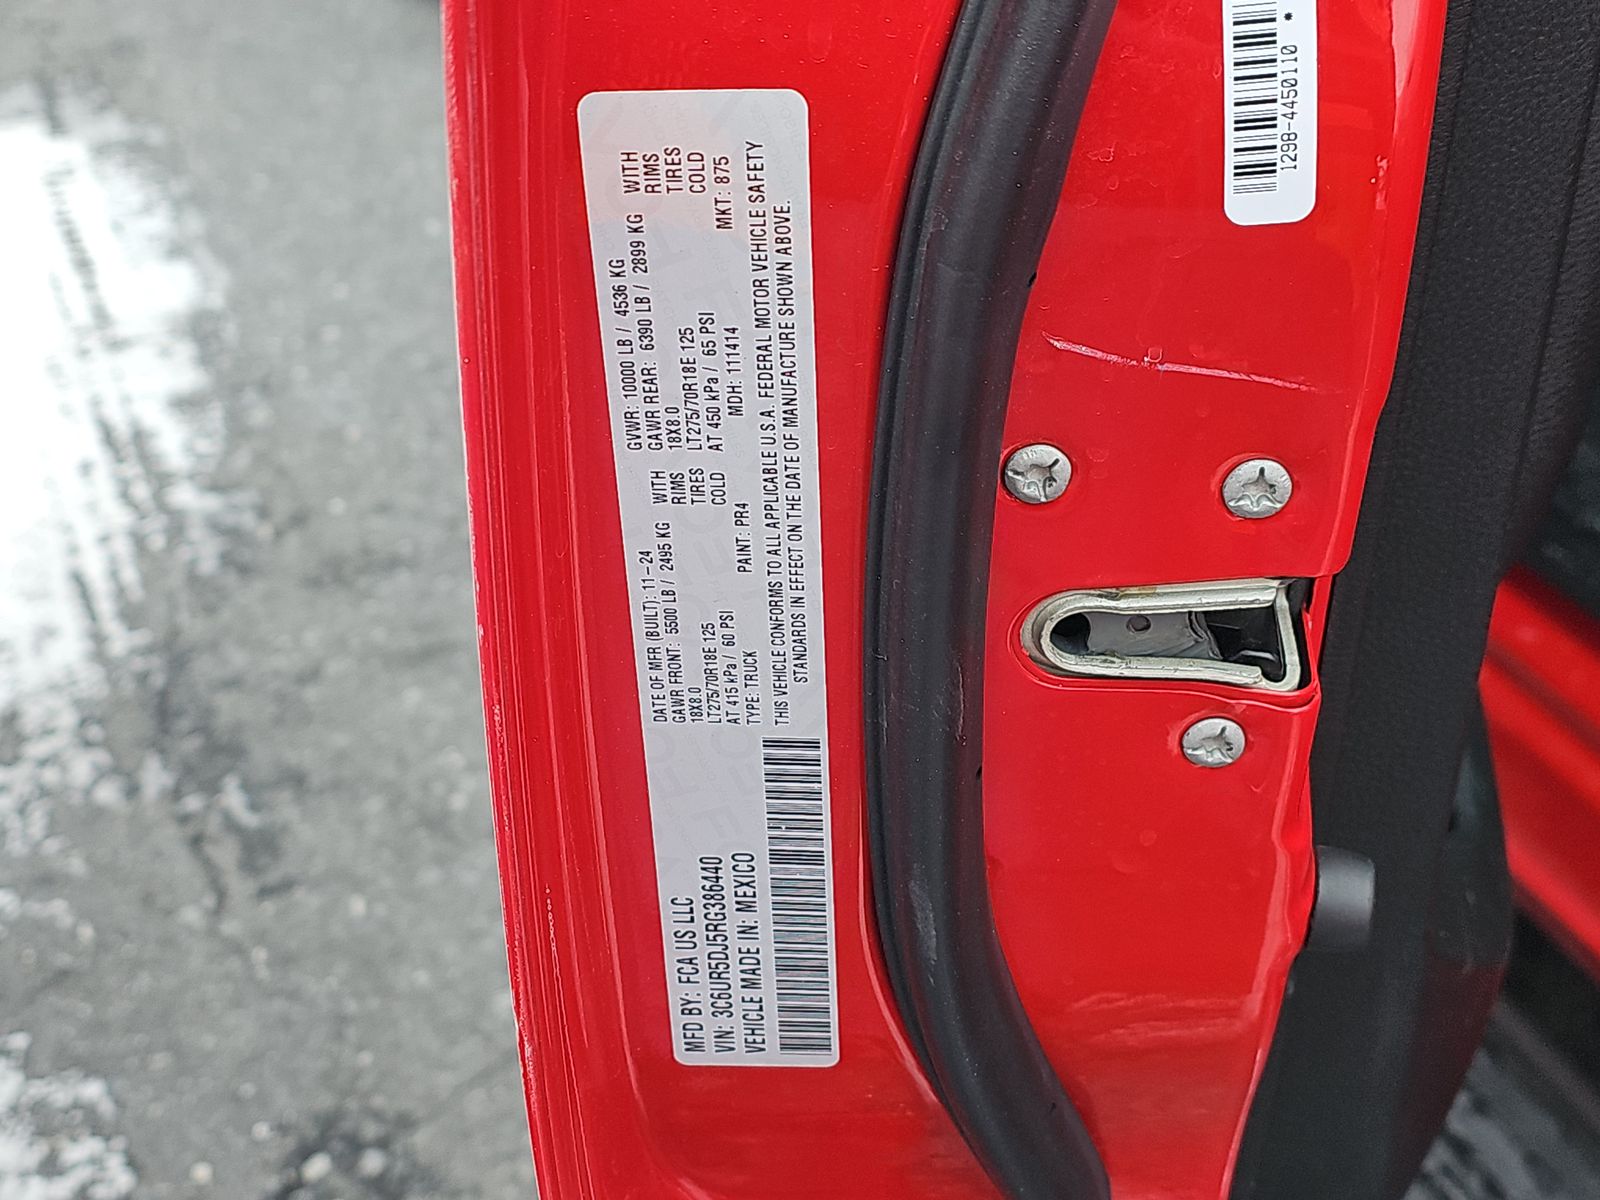 MFD BY: FCA US LLC
VIN: 3C6UR5DJ5RG386440
VEHICLE MADE IN: MEXICO
DATE OF MFR (BUILT): 11-24 GVWR: 10000 LB / 4536 KG
GAWR FRONT: 5500 LB / 2495 KG WITH GAWR REAR: 6390 LB / 2899 KG WITH
18X8.0 RIMS 18X8.0 RIMS
LT275/70R18E 125 TIRES LT275/70R18E 125 TIRES
AT 415 kPa / 60 PSI COLD AT 450 kPa / 65 PSI COLD
TYPE: TRUCK PAINT: PR4 MDH: 111414 MKT: 875
THIS VEHICLE CONFORMS TO ALL APPLICABLE U.S.A. FEDERAL MOTOR VEHICLE SAFETY
STANDARDS IN EFFECT ON THE DATE OF MANUFACTURE SHOWN ABOVE.
1298-4450110 *